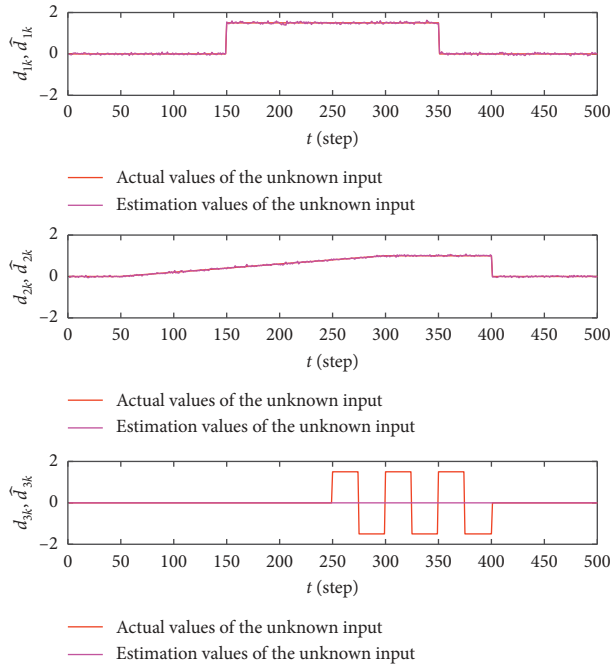 2
0
−2
d1k, d̂1k
0 50 100 150 200 250 300 350 400 450 500
t (step)
Actual values of the unknown input
Estimation values of the unknown input
2
0
−2
d2k, d̂2k
0 50 100 150 200 250 300 350 400 450 500
t (step)
Actual values of the unknown input
Estimation values of the unknown input
2
0
−2
d3k, d̂3k
0 50 100 150 200 250 300 350 400 450 500
t (step)
Actual values of the unknown input
Estimation values of the unknown input